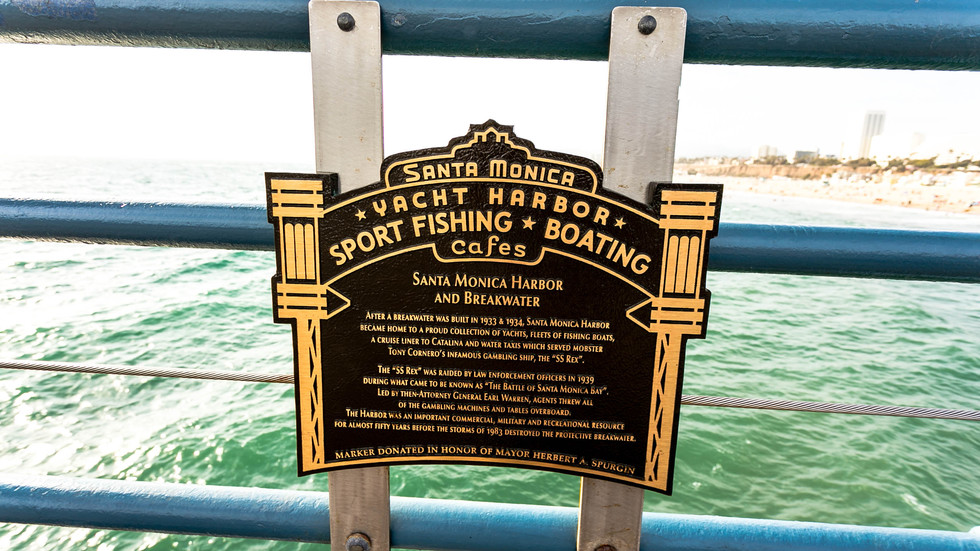 SANTA MONICA
YACHT HARBOR
SPORT FISHING ★ BOATING
cafes
SANTA MONICA HARBOR
AND BREAKWATER
AFTER A BREAKWATER WAS BUILT IN 1933 & 1934, SANTA MONICA HARBOR
BECAME HOME TO A PROUD COLLECTION OF YACHTS, FLEETS OF FISHING BOATS,
A CRUISE LINER TO CATALINA AND WATER TAXIS WHICH SERVED MOBSTER
TONY CORNERO'S INFAMOUS GAMBLING SHIP, THE "SS REX".
THE "SS REX" WAS RAIDED BY LAW ENFORCEMENT OFFICERS IN 1939
DURING WHAT CAME TO BE KNOWN AS "THE BATTLE OF SANTA MONICA BAY".
LED BY THEN-ATTORNEY GENERAL EARL WARREN, AGENTS THREW ALL
OF THE GAMBLING MACHINES AND TABLES OVERBOARD.
THE HARBOR WAS AN IMPORTANT COMMERCIAL, MILITARY AND RECREATIONAL RESOURCE
FOR ALMOST FIFTY YEARS BEFORE THE STORMS OF 1983 DESTROYED THE PROTECTIVE BREAKWATER.
MARKER DONATED IN HONOR OF MAYOR HERBERT A. SPURGIN